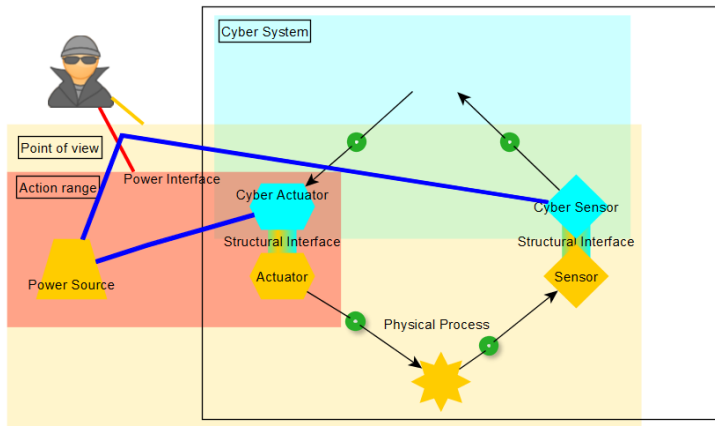 Cyber System
Point of view
Power Interface
Action range
Cyber Actuator
Cyber Sensor
Structural Interface
Structural Interface
Power Source
Actuator
Sensor
Physical Process